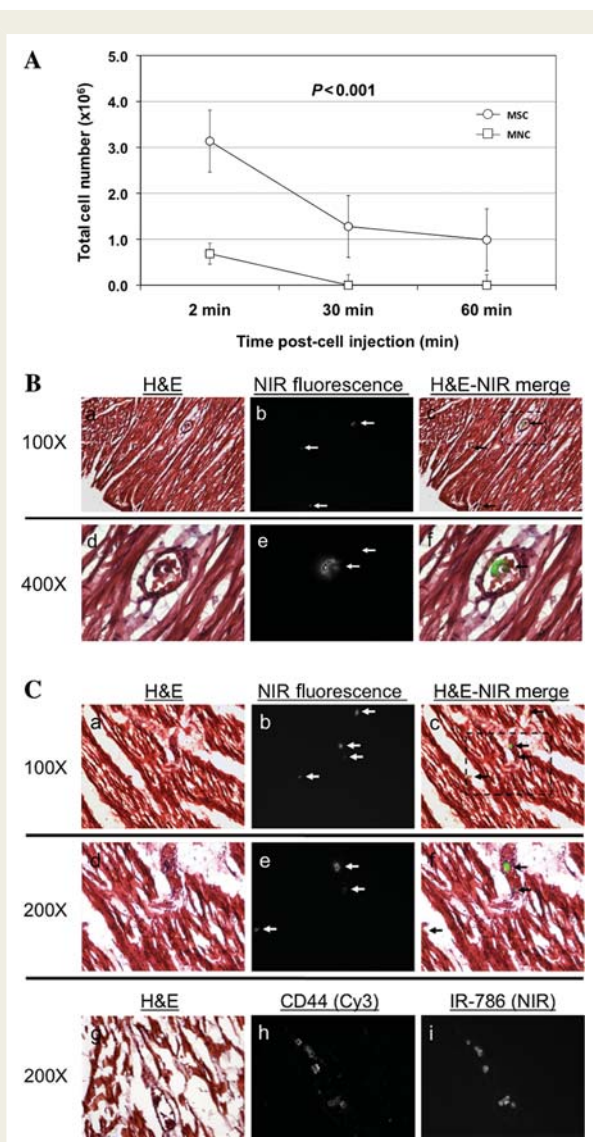 A
Total cell number (x10⁶)
5.0
4.0
3.0
2.0
1.0
0.0
P<0.001
MSC
MNC
2 min 30 min 60 min
Time post-cell injection (min)
B
H&E NIR fluorescence H&E-NIR merge
100X
a b c
400X
d e f
C
H&E NIR fluorescence H&E-NIR merge
100X
a b c
200X
d e f
H&E CD44 (Cy3) IR-786 (NIR)
200X
g h i